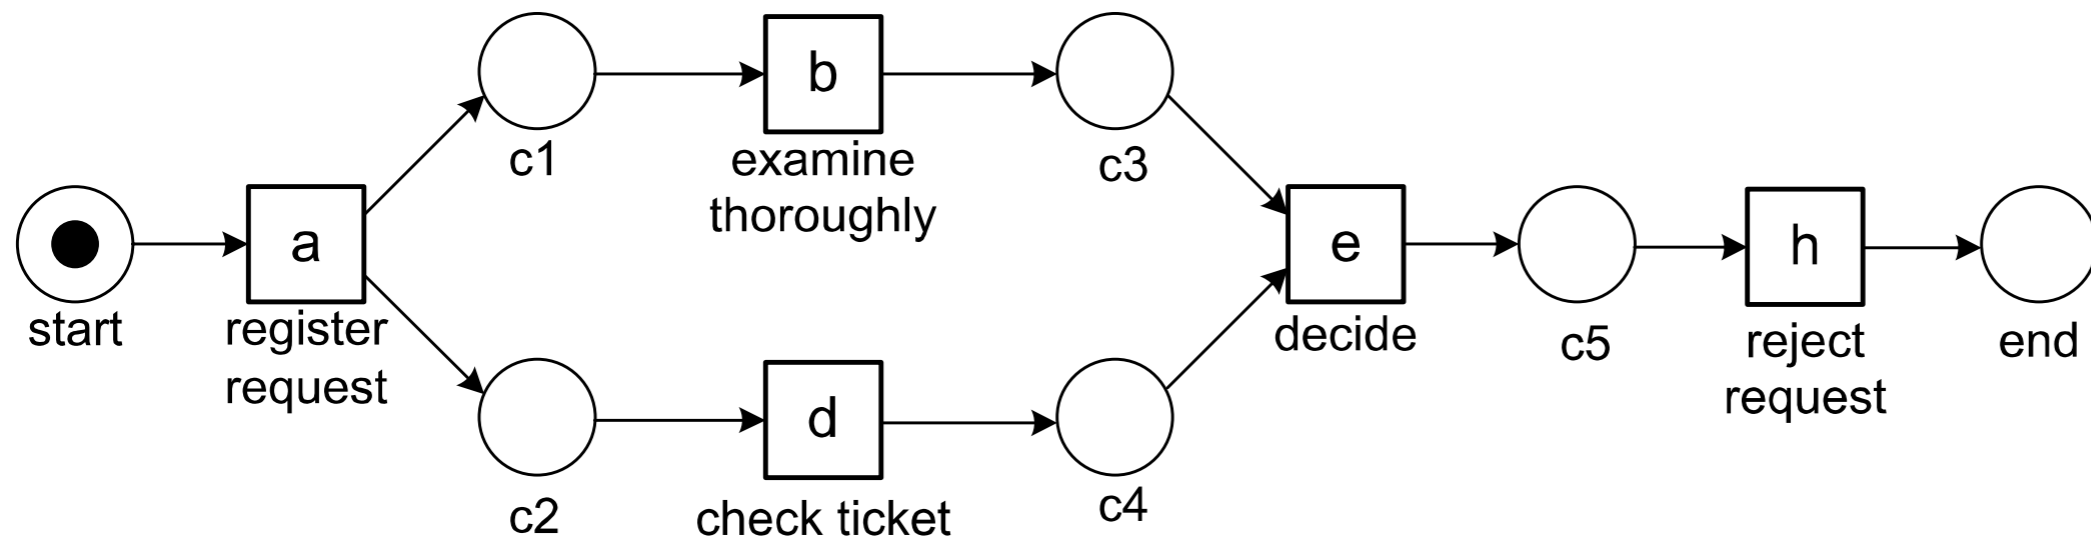 start
a
register
request
c1
b
examine
thoroughly
c3
c2
d
check ticket
c4
e
decide
c5
h
reject
request
end